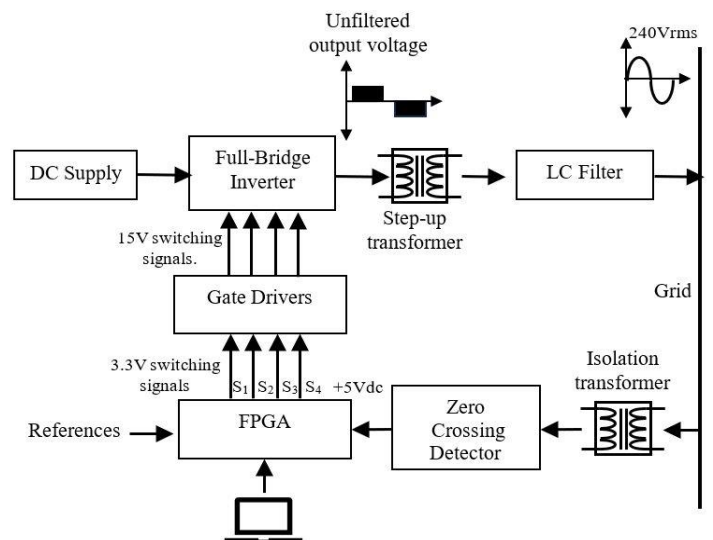 Unfiltered
output voltage
240Vrms
DC Supply
Full-Bridge
Inverter
LC Filter
Step-up
transformer
15V switching
signals.
Gate Drivers
Grid
3.3V switching
signals
S1 S2 S3 S4 +5Vdc
Isolation
transformer
References
FPGA
Zero
Crossing
Detector